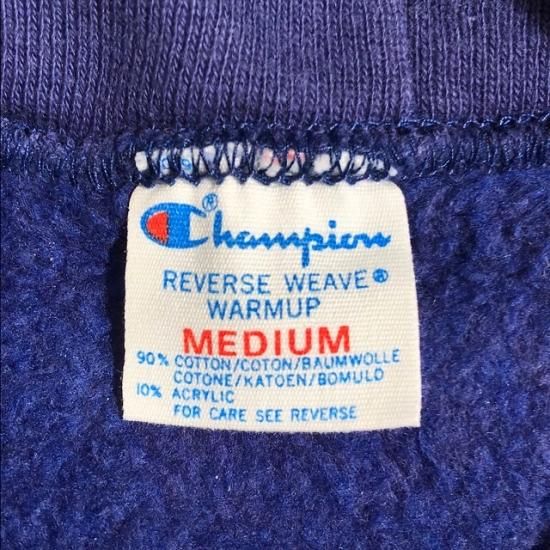 Champion®
REVERSE WEAVE®
WARMUP
MEDIUM
90% COTTON/COTON/BAUMWOLLE
COTONE/KATOEN/BOMULD
10% ACRYLIC
FOR CARE SEE REVERSE